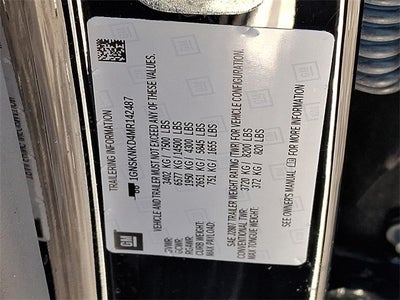 TRAILERING INFORMATION
1GNSKNKD4MR142487
VEHICLE AND TRAILER MUST NOT EXCEED ANY OF THESE VALUES.
GVWR: 3402 KG / 7500 LBS
GCWR: 6577 KG / 14500 LBS
RGAWR: 1950 KG / 4300 LBS
CURB WEIGHT: 2651 KG / 5845 LBS
MAX PAYLOAD: 751 KG / 1655 LBS
SAE J2807 TRAILER WEIGHT RATING (TWR) FOR VEHICLE CONFIGURATION.
CONVENTIONAL TWR: 3720 KG / 8200 LBS
MAX TONGUE WEIGHT: 372 KG / 820 LBS
SEE OWNER'S MANUAL FOR MORE INFORMATION
GM